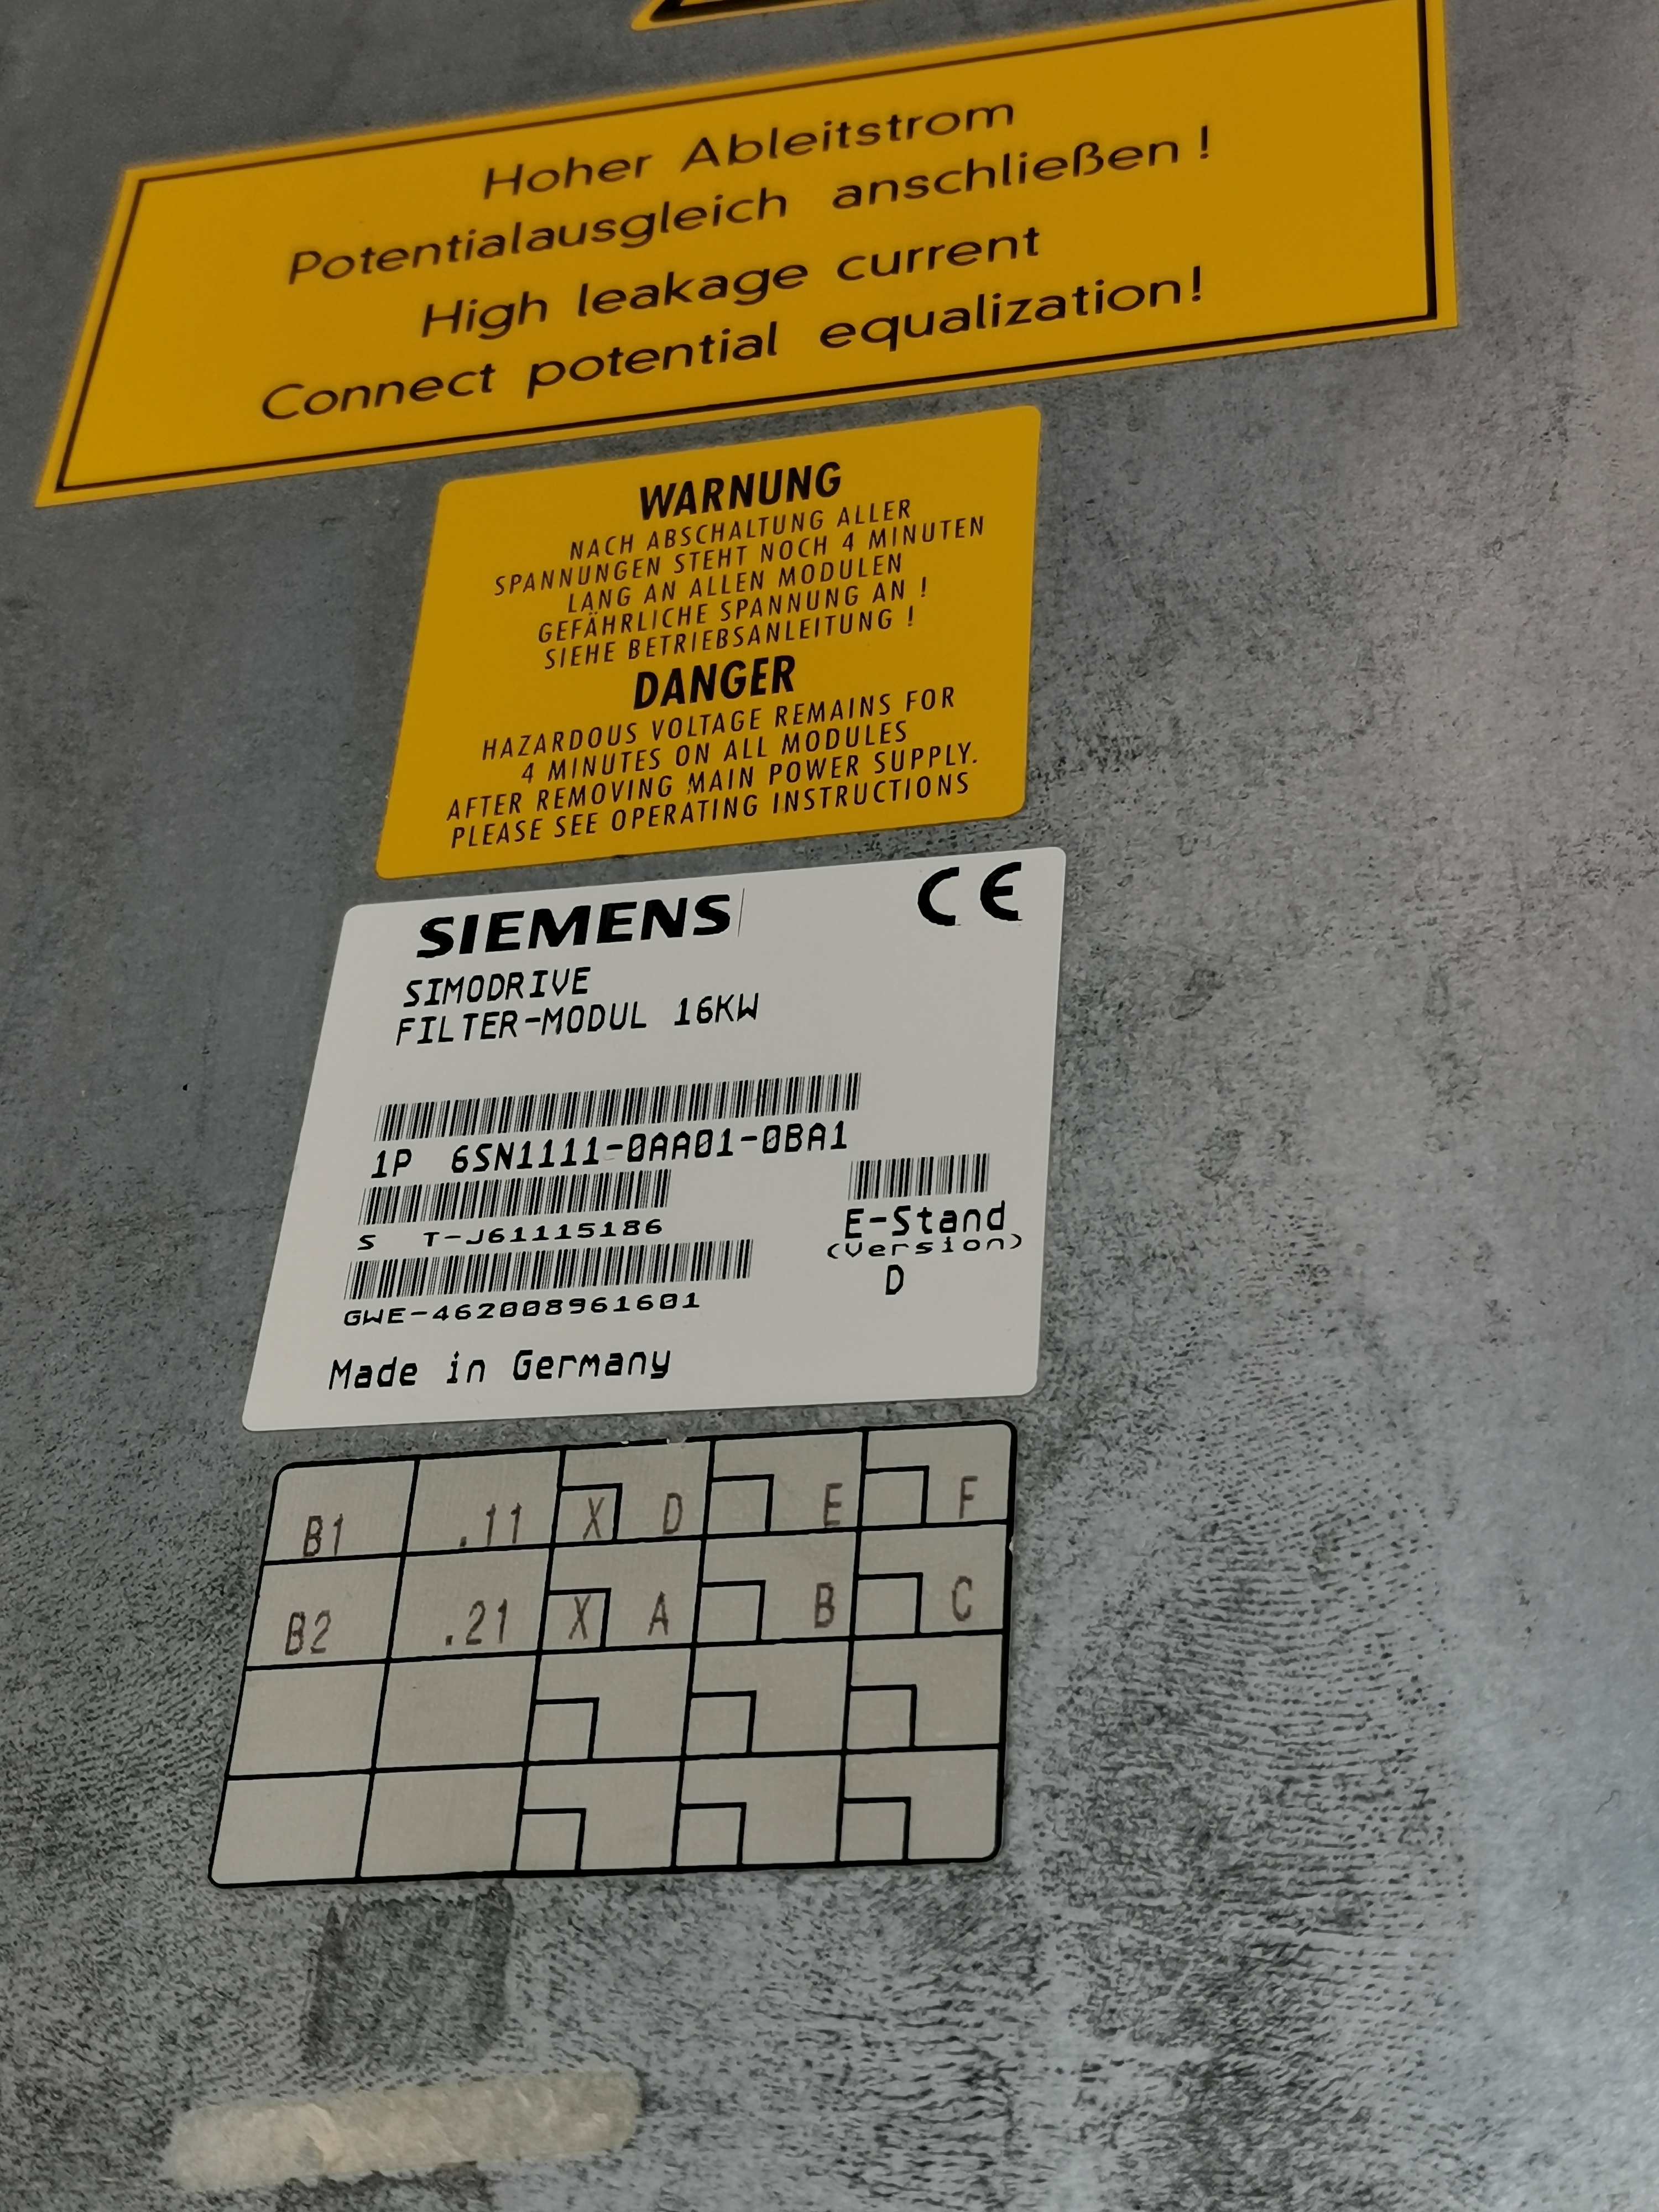 Hoher Ableitstrom
Potentialausgleich anschließen !
High leakage current
Connect potential equalization!
WARNUNG
NACH ABSCHALTUNG ALLER
SPANNUNGEN STEHT NOCH 4 MINUTEN
LANG AN ALLEN MODULEN
GEFÄHRLICHE SPANNUNG AN !
SIEHE BETRIEBSANLEITUNG !
DANGER
HAZARDOUS VOLTAGE REMAINS FOR
4 MINUTES ON ALL MODULES
AFTER REMOVING MAIN POWER SUPPLY.
PLEASE SEE OPERATING INSTRUCTIONS
SIEMENS CE
SIMODRIVE
FILTER-MODUL 16KW
1P 6SN1111-0AA01-0BA1
S T-J61115186
E-Stand
(Version)
D
GWE-462008961601
Made in Germany
B1 .11 X D E F
B2 .21 X A B C